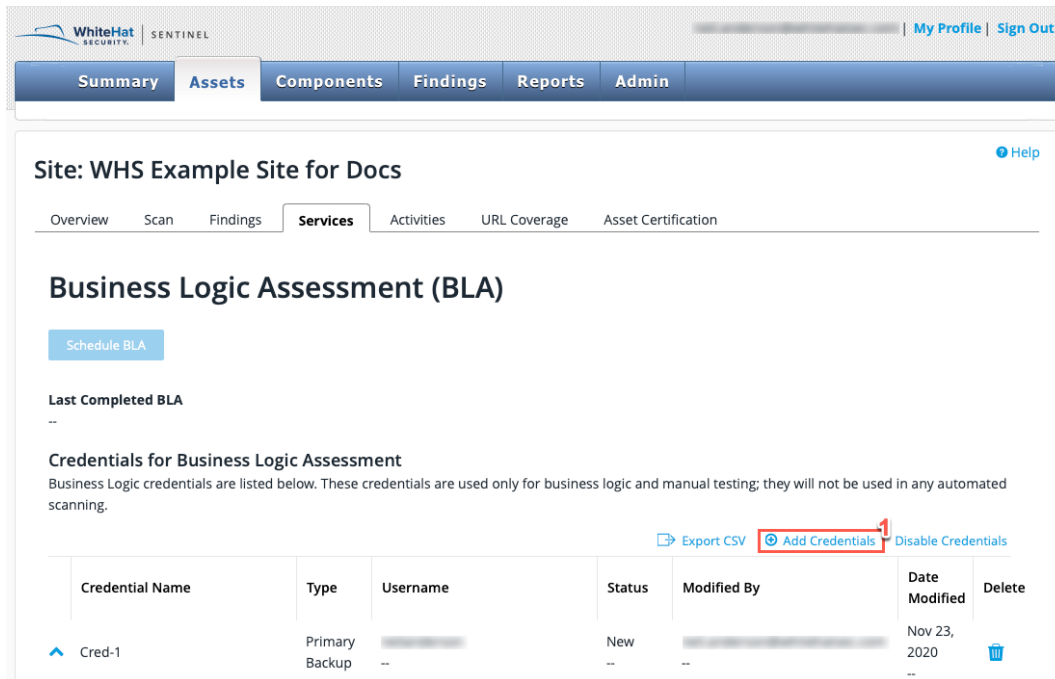 WhiteHat SECURITY. SENTINEL
| My Profile | Sign Out
Summary Assets Components Findings Reports Admin
Help
Site: WHS Example Site for Docs
Overview Scan Findings Services Activities URL Coverage Asset Certification
Business Logic Assessment (BLA)
Schedule BLA
Last Completed BLA
--
Credentials for Business Logic Assessment
Business Logic credentials are listed below. These credentials are used only for business logic and manual testing; they will not be used in any automated
scanning.
1
Export CSV Add Credentials Disable Credentials
Credential Name Type Username Status Modified By Date Modified Delete
Cred-1 Primary New Nov 23, 2020
Backup -- -- -- --